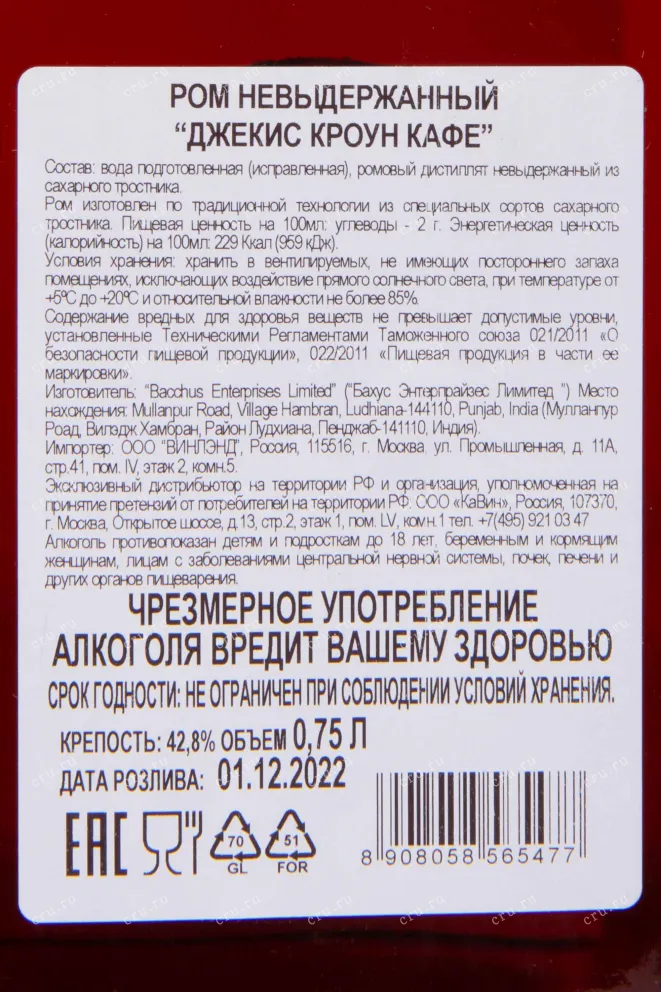 РОМ НЕВЫДЕРЖАННЫЙ
“ДЖЕКИС КРОУН КАФЕ”
Состав: вода подготовленная (исправленная), ромовый дистиллят невыдержанный из
сахарного тростника.
Ром изготовлен по традиционной технологии из специальных сортов сахарного
тростника. Пищевая ценность на 100мл: углеводы - 2 г. Энергетическая ценность
(калорийность) на 100мл: 229 Ккал (959 кДж).
Условия хранения: хранить в вентилируемых, не имеющих постороннего запаха
помещениях, исключающих воздействие прямого солнечного света, при температуре от
+5ºС до +20ºС и относительной влажности не более 85%.
Содержание вредных для здоровья веществ не превышает допустимые уровни,
установленные Техническими Регламентами Таможенного союза 021/2011 «О
безопасности пищевой продукции», 022/2011 «Пищевая продукция в части ее
маркировки».
Изготовитель: “Bacchus Enterprises Limited” (“Бахус Энтерпрайзес Лимитед ”) Место
нахождения: Mullanpur Road, Village Hambran, Ludhiana-144110, Punjab, India (Мулланпур
Роад, Вилэдж Хамбран, Район Лудхиана, Пенджаб-141110, Индия).
Импортер: ООО “ВИНЛЭНД”, Россия, 115516, г. Москва. ул. Промышленная, д. 11А,
стр.41, пом. IV, этаж 2, комн.5.
Эксклюзивный дистрибьютор на территории РФ и организация, уполномоченная на
принятие претензий от потребителей на территории РФ: ООО «КаВин», Россия, 107370,
г. Москва, Открытое шоссе, д.13, стр.2, этаж 1, пом. LV, комн.1 тел. +7(495) 921 03 47
Алкоголь противопоказан детям и подросткам до 18 лет, беременным и кормящим
женщинам, лицам с заболеваниями центральной нервной системы, почек, печени и
других органов пищеварения.
ЧРЕЗМЕРНОЕ УПОТРЕБЛЕНИЕ
АЛКОГОЛЯ ВРЕДИТ ВАШЕМУ ЗДОРОВЬЮ
СРОК ГОДНОСТИ: НЕ ОГРАНИЧЕН ПРИ СОБЛЮДЕНИИ УСЛОВИЙ ХРАНЕНИЯ.
КРЕПОСТЬ: 42,8% ОБЪЕМ 0,75 Л
ДАТА РОЗЛИВА: 01.12.2022
EAC
70
GL
51
FOR
8 908058 565477
cru.ru